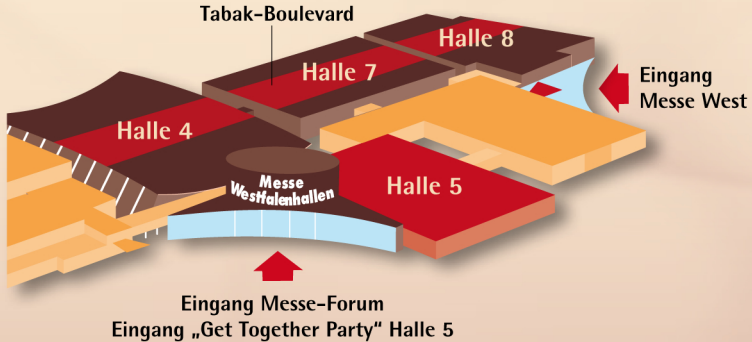 Tabak-Boulevard
Halle 8
Halle 7
Eingang
Messe West
Halle 4
Messe
Westfalenhallen
Halle 5
Eingang Messe-Forum
Eingang „Get Together Party“ Halle 5